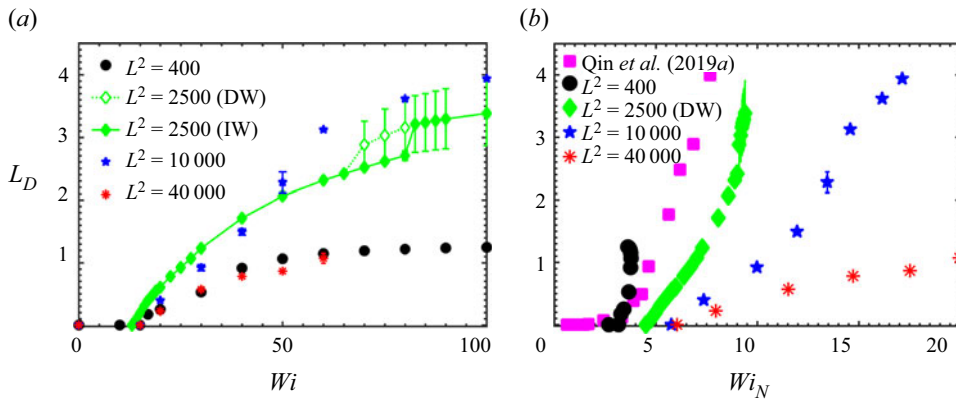 (a)
L² = 400
L² = 2500 (DW)
L² = 2500 (IW)
L² = 10 000
L² = 40 000
4
3
2
1
L_D
0
50
100
Wi
(b)
Qin et al. (2019a)
L² = 400
L² = 2500 (DW)
L² = 10 000
L² = 40 000
4
3
2
1
0
5
10
15
20
Wi_N